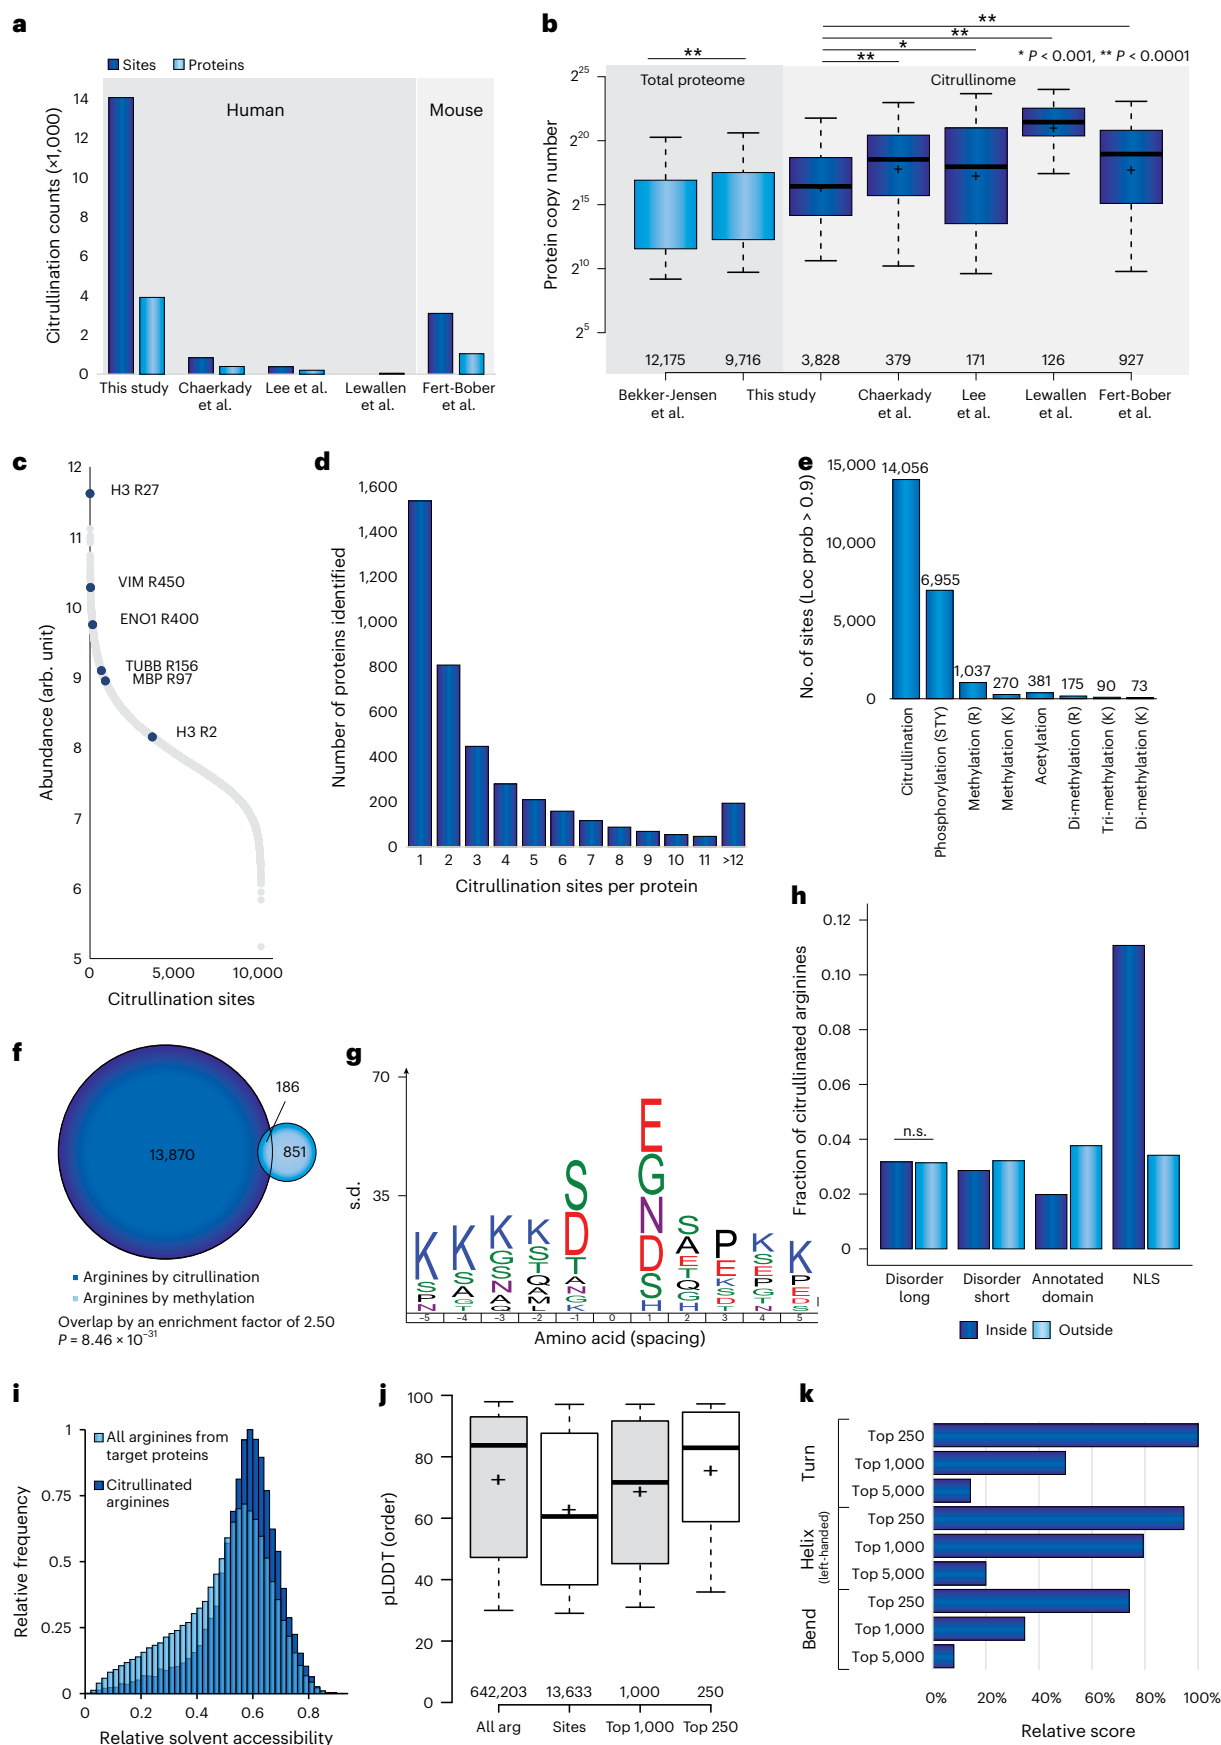 a
Sites Proteins
Human
Mouse
Citrullination counts (×1,000)
14
12
10
8
6
4
2
0
This study
Chaerkady et al.
Lee et al.
Lewallen et al.
Fert-Bober et al.
b
**
**
*
**
**
* P < 0.001, ** P < 0.0001
Total proteome
Citrullinome
Protein copy number
2^25
2^20
2^15
2^10
2^5
12,175 9,716 3,828 379 171 126 927
Bekker-Jensen et al.
This study
Chaerkady et al.
Lee et al.
Lewallen et al.
Fert-Bober et al.
c
Abundance (arb. unit)
12
11
10
9
8
7
6
5
H3 R27
VIM R450
ENO1 R400
TUBB R156
MBP R97
H3 R2
0 5,000 10,000
Citrullination sites
d
Number of proteins identified
1,600
1,400
1,200
1,000
800
600
400
200
0
1 2 3 4 5 6 7 8 9 10 11 >12
Citrullination sites per protein
e
No. of sites (Loc prob > 0.9)
15,000
10,000
5,000
0
14,056
6,955
1,037
270
381
175
90
73
Citrullination
Phosphorylation (STY)
Methylation (R)
Methylation (K)
Acetylation
Di-methylation (R)
Tri-methylation (K)
Di-methylation (K)
f
186
13,870
851
Arginines by citrullination
Arginines by methylation
Overlap by an enrichment factor of 2.50
P = 8.46 × 10^−31
g
s.d.
70
35
K S P N
K S A G T
K G S N A Q
K S T Q A N L
S D T A N G K
E G N D S H
S A E T Q G H
P E K S D T
K S E P G T N
K P E D S
−5 −4 −3 −2 −1 0 1 2 3 4 5
Amino acid (spacing)
h
Fraction of citrullinated arginines
0.12
0.10
0.08
0.06
0.04
0.02
0
n.s.
Disorder long
Disorder short
Annotated domain
NLS
Inside Outside
i
Relative frequency
1
0.75
0.5
0.25
0
All arginines from target proteins
Citrullinated arginines
0 0.2 0.4 0.6 0.8
Relative solvent accessibility
j
pLDDT (order)
100
80
60
40
20
0
642,203 13,633 1,000 250
All arg Sites Top 1,000 Top 250
k
Turn
Top 250
Top 1,000
Top 5,000
Helix
(left-handed)
Top 250
Top 1,000
Top 5,000
Bend
Top 250
Top 1,000
Top 5,000
0% 20% 40% 60% 80% 100%
Relative score